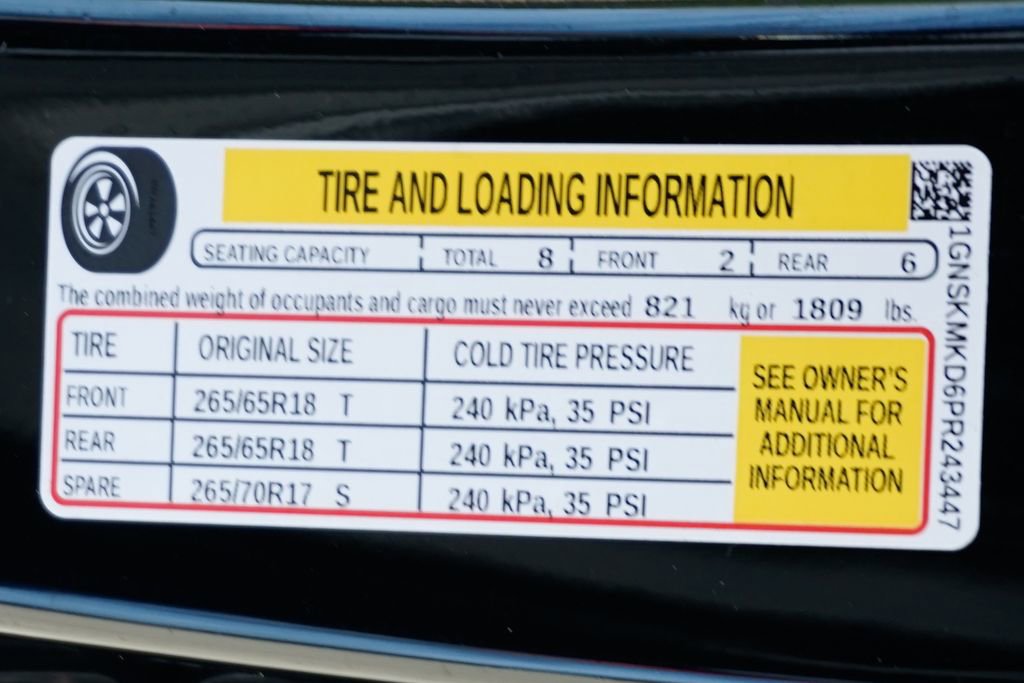 TIRE AND LOADING INFORMATION
SEATING CAPACITY TOTAL 8 FRONT 2 REAR 6
The combined weight of occupants and cargo must never exceed 821 kg or 1809 lbs.
TIRE ORIGINAL SIZE COLD TIRE PRESSURE
FRONT 265/65R18 T 240 kPa, 35 PSI
REAR 265/65R18 T 240 kPa, 35 PSI
SPARE 265/70R17 S 240 kPa, 35 PSI
SEE OWNER'S
MANUAL FOR
ADDITIONAL
INFORMATION
1GNSKMKD6PR243447